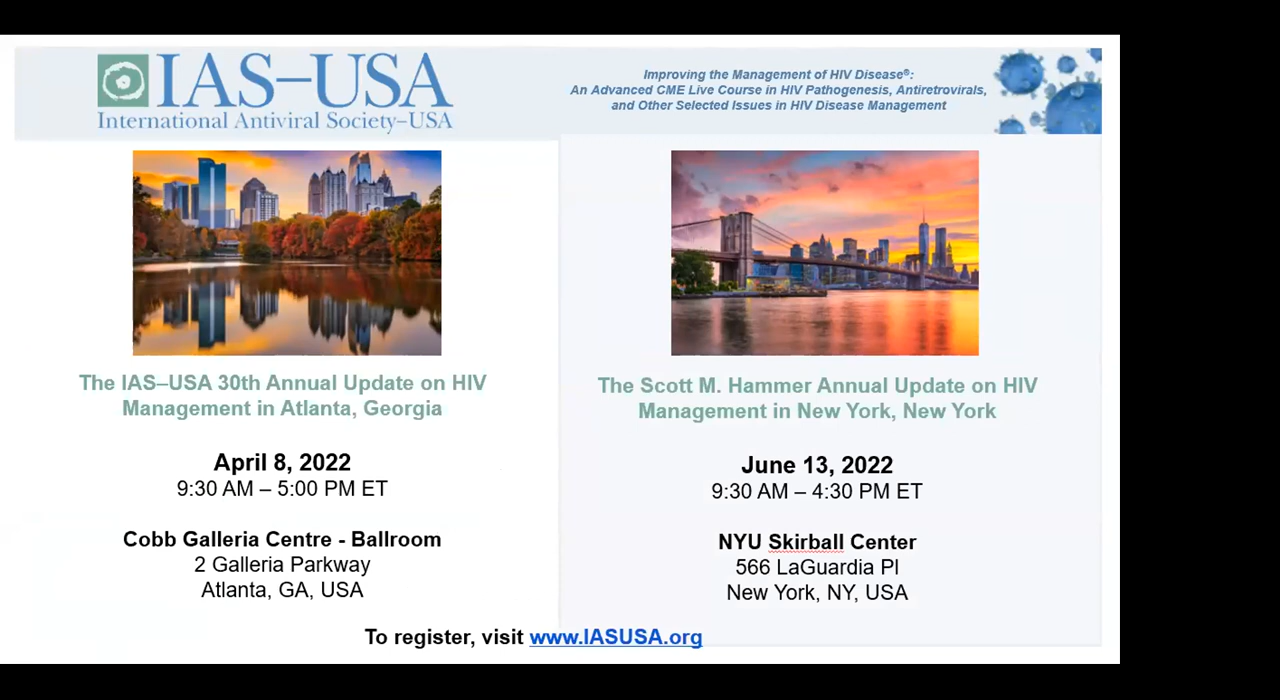 IAS–USA
International Antiviral Society–USA
Improving the Management of HIV Disease®:
An Advanced CME Live Course in HIV Pathogenesis, Antiretrovirals,
and Other Selected Issues in HIV Disease Management
The IAS–USA 30th Annual Update on HIV
Management in Atlanta, Georgia
April 8, 2022
9:30 AM – 5:00 PM ET
Cobb Galleria Centre - Ballroom
2 Galleria Parkway
Atlanta, GA, USA
The Scott M. Hammer Annual Update on HIV
Management in New York, New York
June 13, 2022
9:30 AM – 4:30 PM ET
NYU Skirball Center
566 LaGuardia Pl
New York, NY, USA
To register, visit www.IASUSA.org